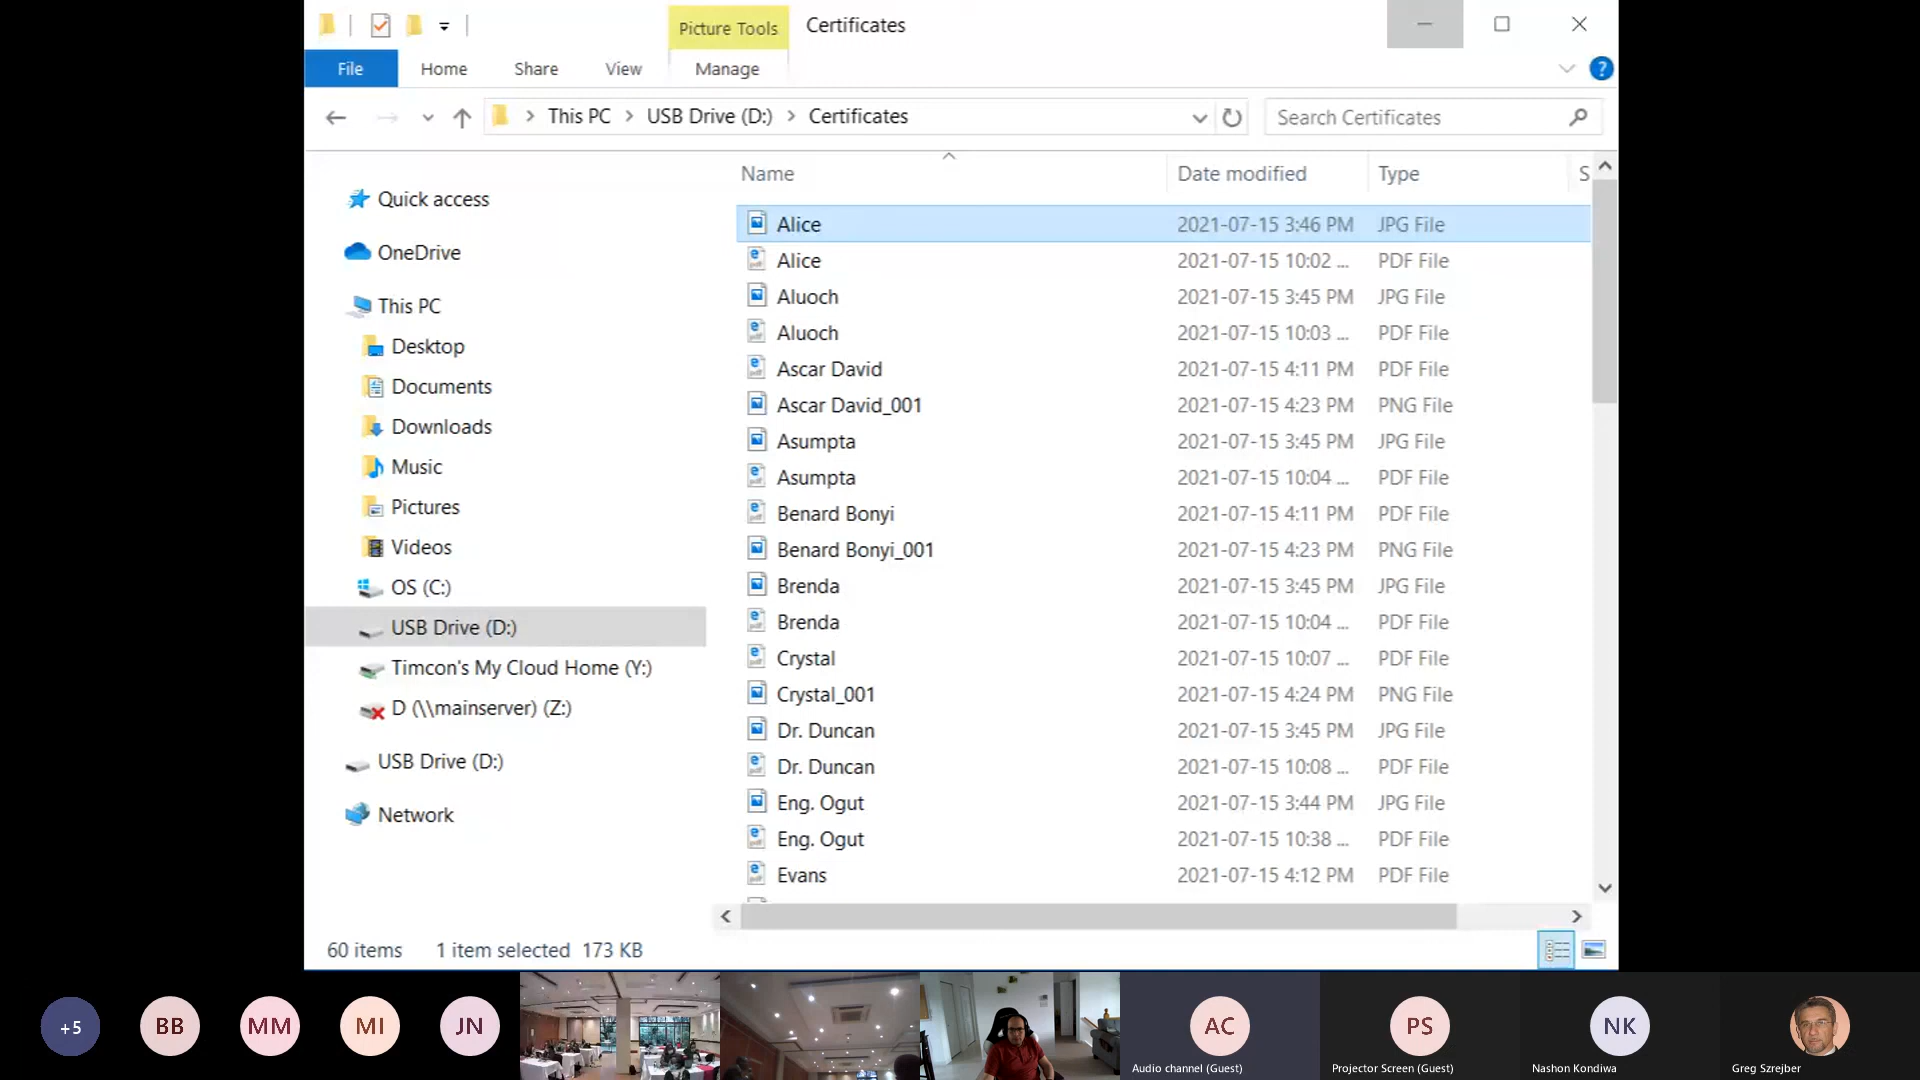 Picture Tools
Certificates
File
Home
Share
View
Manage
?
This PC
USB Drive (D:)
Certificates
Search Certificates
Name
Date modified
Type
S
Quick access
OneDrive
This PC
Desktop
Documents
Downloads
Music
Pictures
Videos
OS (C:)
USB Drive (D:)
Timcon's My Cloud Home (Y:)
D (\\mainserver) (Z:)
USB Drive (D:)
Network
Alice 2021-07-15 3:46 PM JPG File
Alice 2021-07-15 10:02 ... PDF File
Aluoch 2021-07-15 3:45 PM JPG File
Aluoch 2021-07-15 10:03 ... PDF File
Ascar David 2021-07-15 4:11 PM PDF File
Ascar David_001 2021-07-15 4:23 PM PNG File
Asumpta 2021-07-15 3:45 PM JPG File
Asumpta 2021-07-15 10:04 ... PDF File
Benard Bonyi 2021-07-15 4:11 PM PDF File
Benard Bonyi_001 2021-07-15 4:23 PM PNG File
Brenda 2021-07-15 3:45 PM JPG File
Brenda 2021-07-15 10:04 ... PDF File
Crystal 2021-07-15 10:07 ... PDF File
Crystal_001 2021-07-15 4:24 PM PNG File
Dr. Duncan 2021-07-15 3:45 PM JPG File
Dr. Duncan 2021-07-15 10:08 ... PDF File
Eng. Ogut 2021-07-15 3:44 PM JPG File
Eng. Ogut 2021-07-15 10:38 ... PDF File
Evans 2021-07-15 4:12 PM PDF File
60 items 1 item selected 173 KB
+5
BB
MM
MI
JN
AC
Audio channel (Guest)
PS
Projector Screen (Guest)
NK
Nashon Kondiwa
Greg Szrejber